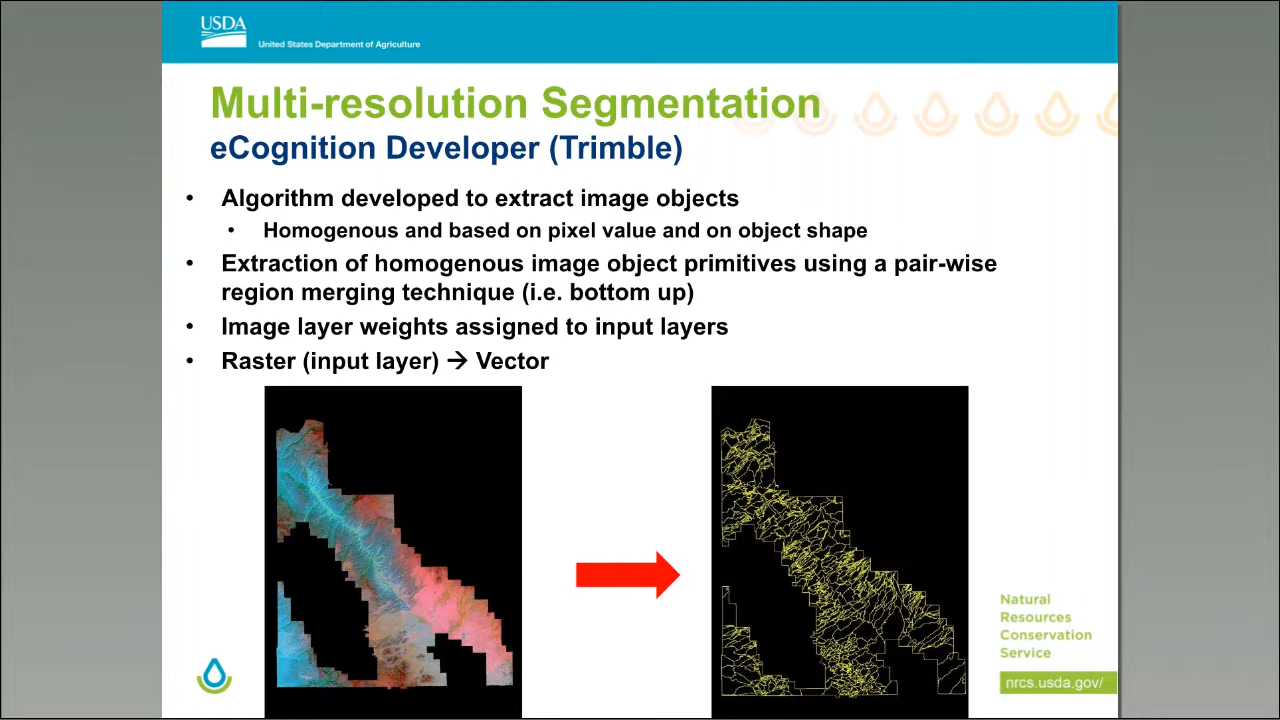 USDA
United States Department of Agriculture
Multi-resolution Segmentation
eCognition Developer (Trimble)
• Algorithm developed to extract image objects
• Homogenous and based on pixel value and on object shape
• Extraction of homogenous image object primitives using a pair-wise
region merging technique (i.e. bottom up)
• Image layer weights assigned to input layers
• Raster (input layer) → Vector
Natural
Resources
Conservation
Service
nrcs.usda.gov/